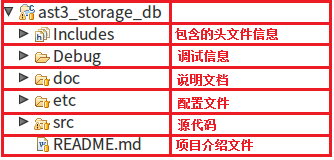 ast3_storage_db
Includes 包含的头文件信息
Debug 调试信息
doc 说明文档
etc 配置文件
src 源代码
README.md 项目介绍文件